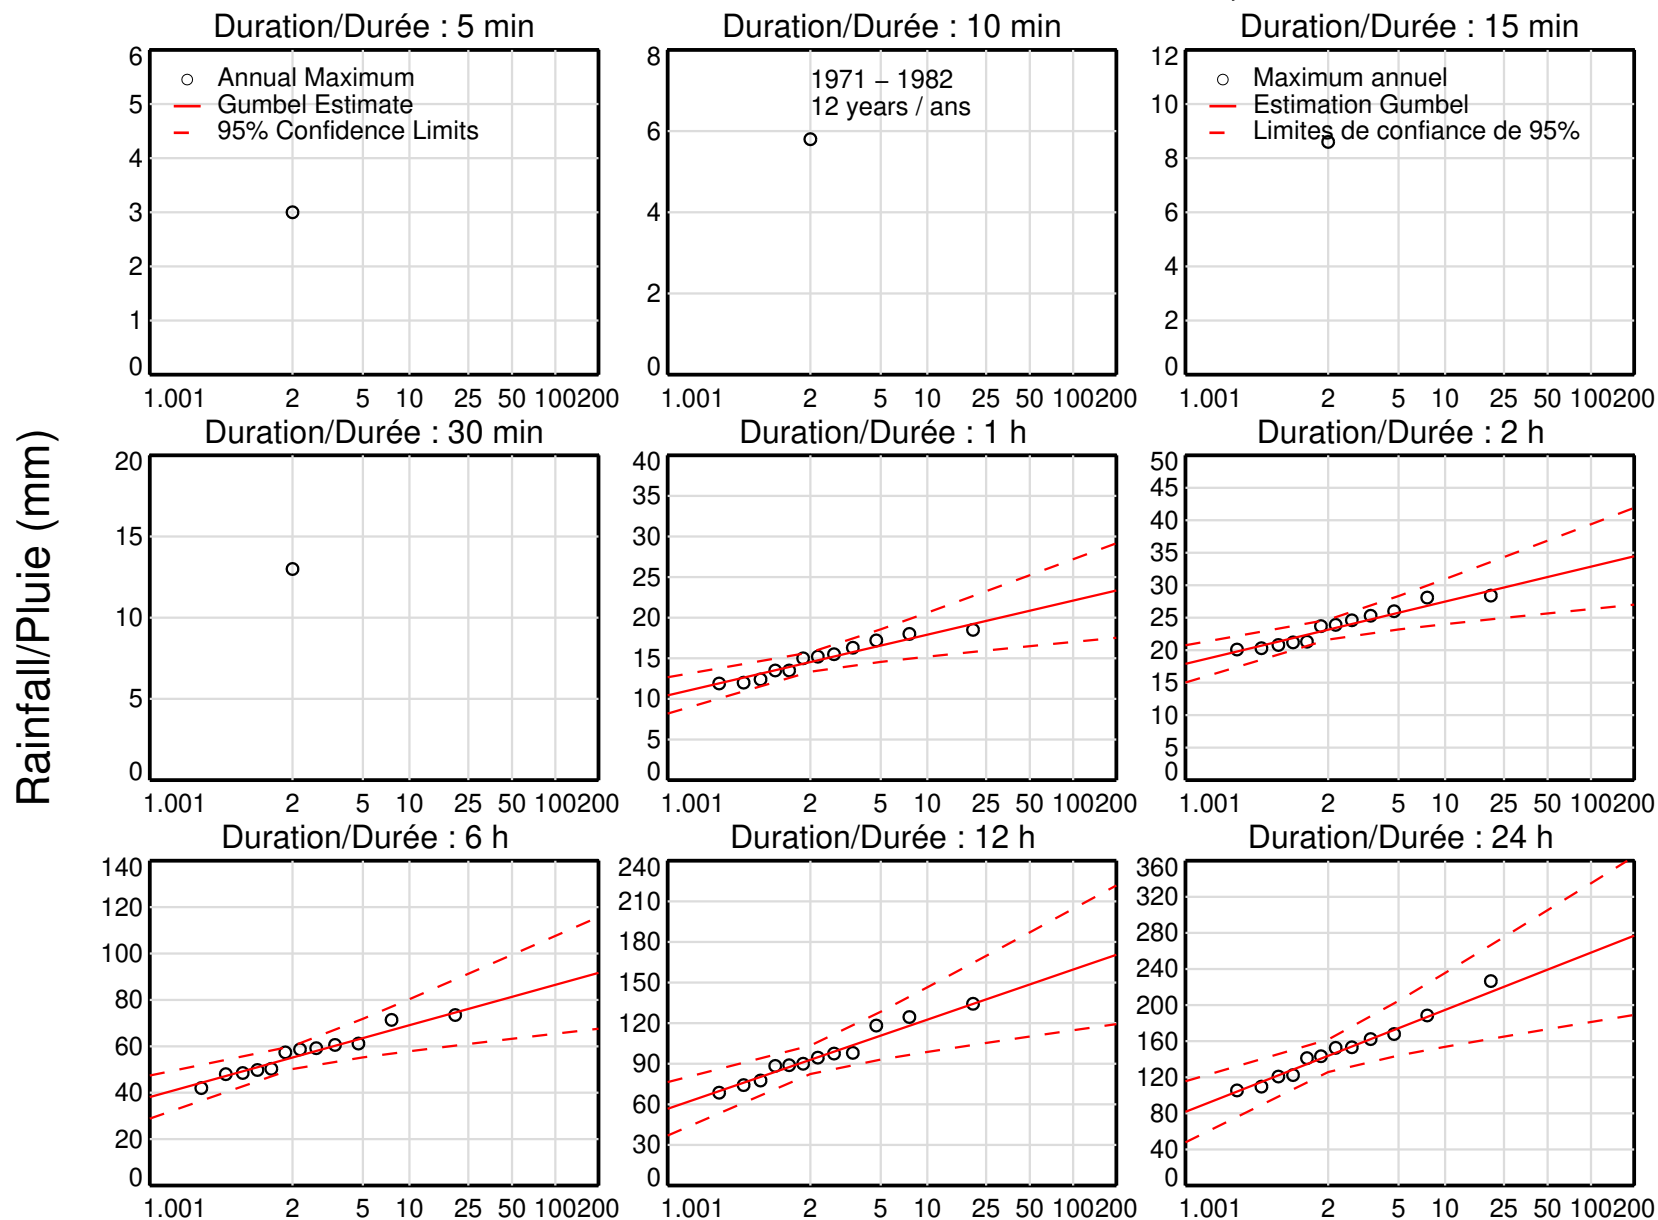 Duration/Durée : 5 min
Duration/Durée : 10 min
Duration/Durée : 15 min
6
5
4
3
2
1
0
Annual Maximum
Gumbel Estimate
95% Confidence Limits
1.001 2 5 10 25 50 100200
8
6
4
2
0
1971 – 1982
12 years / ans
1.001 2 5 10 25 50 100200
12
10
8
6
4
2
0
Maximum annuel
Estimation Gumbel
Limites de confiance de 95%
1.001 2 5 10 25 50 100200
Rainfall/Pluie (mm)
Duration/Durée : 30 min
Duration/Durée : 1 h
Duration/Durée : 2 h
20
15
10
5
0
1.001 2 5 10 25 50 100200
40
35
30
25
20
15
10
5
0
1.001 2 5 10 25 50 100200
50
45
40
35
30
25
20
15
10
5
0
1.001 2 5 10 25 50 100200
Duration/Durée : 6 h
Duration/Durée : 12 h
Duration/Durée : 24 h
140
120
100
80
60
40
20
0
1.001 2 5 10 25 50 100200
240
210
180
150
120
90
60
30
0
1.001 2 5 10 25 50 100200
360
320
280
240
200
160
120
80
40
0
1.001 2 5 10 25 50 100200